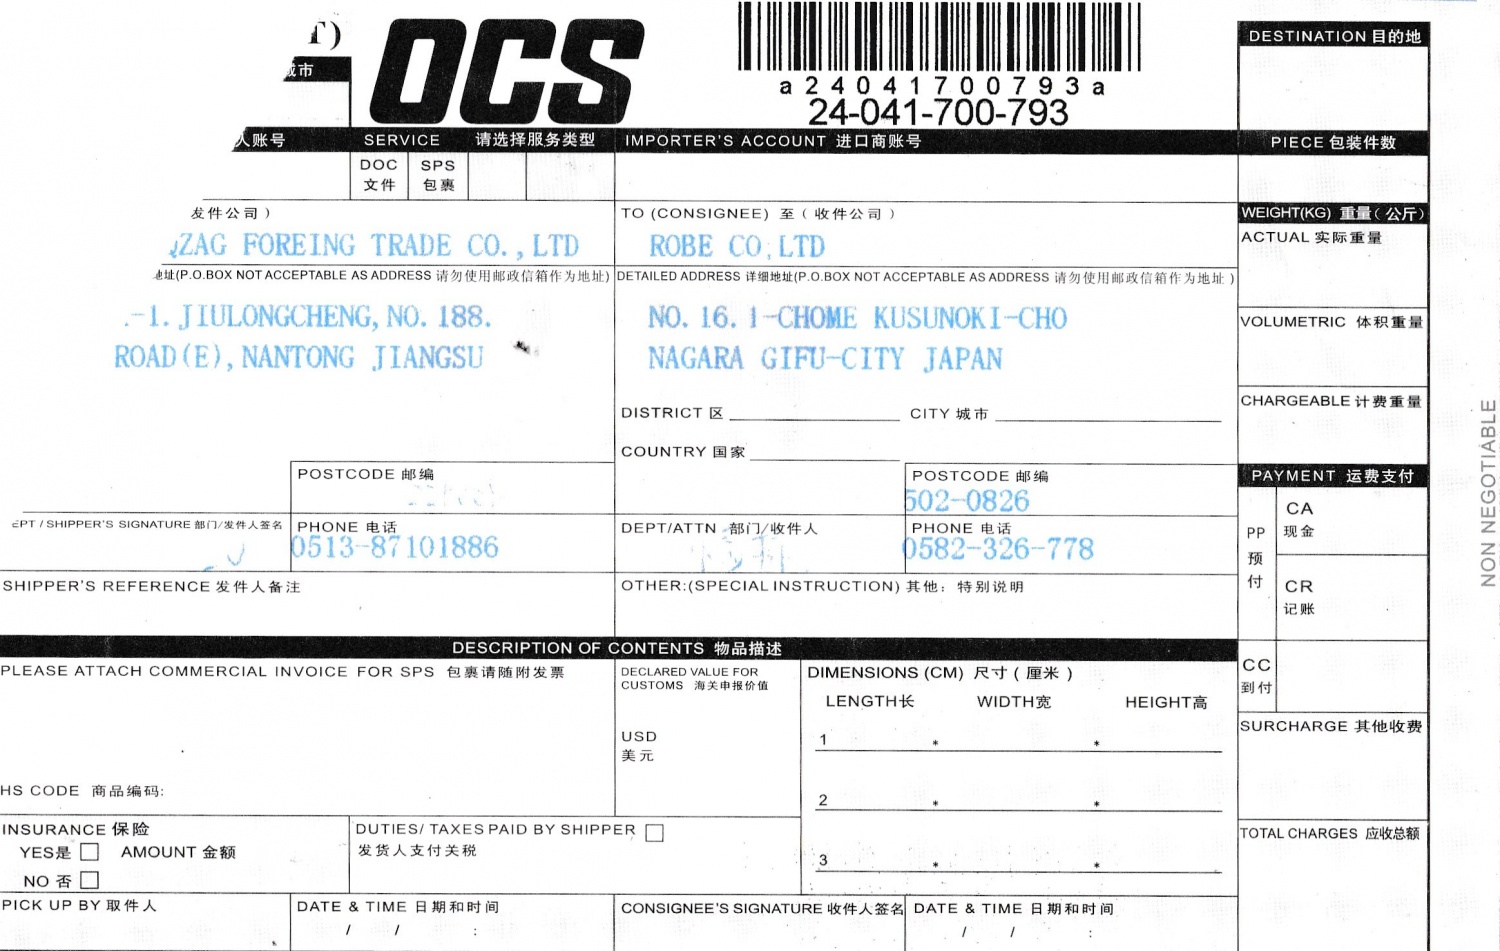 OCS
a24041700793a
24-041-700-793
DESTINATION 目的地
城市
人账号
SERVICE 请选择服务类型
IMPORTER'S ACCOUNT 进口商账号
PIECE 包装件数
DOC 文件
SPS 包裹
发件公司 )
TO (CONSIGNEE) 至 ( 收件公司 )
WEIGHT(KG) 重量 ( 公斤 )
ZAG FOREING TRADE CO.,LTD
ROBE CO,LTD
ACTUAL 实际重量
地址(P.O.BOX NOT ACCEPTABLE AS ADDRESS 请勿使用邮政信箱作为地址)
DETAILED ADDRESS 详细地址(P.O.BOX NOT ACCEPTABLE AS ADDRESS 请勿使用邮政信箱作为地址 )
-1. JIULONGCHENG, NO. 188.
NO. 16. 1-CHOME KUSUNOKI-CHO
VOLUMETRIC 体积重量
ROAD(E), NANTONG JIANGSU
NAGARA GIFU-CITY JAPAN
CHARGEABLE 计费重量
DISTRICT 区
CITY 城市
COUNTRY 国家
NON NEGOTIABLE
POSTCODE 邮编
POSTCODE 邮编
502-0826
PAYMENT 运费支付
EPT / SHIPPER'S SIGNATURE 部门/发件人签名
PHONE 电话
0513-87101886
DEPT/ATTN 部门/收件人
PHONE 电话
0582-326-778
PP 预付
CA 现金
CR 记账
SHIPPER'S REFERENCE 发件人备注
OTHER:(SPECIAL INSTRUCTION) 其他: 特别说明
DESCRIPTION OF CONTENTS 物品描述
PLEASE ATTACH COMMERCIAL INVOICE FOR SPS 包裹请随附发票
DECLARED VALUE FOR
CUSTOMS 海关申报价值
DIMENSIONS (CM) 尺寸 ( 厘米 )
CC 到付
LENGTH长 WIDTH宽 HEIGHT高
SURCHARGE 其他收费
USD
美元
1 * *
2 * *
HS CODE 商品编码:
INSURANCE 保险
DUTIES/ TAXES PAID BY SHIPPER
发货人支付关税
TOTAL CHARGES 应收总额
YES是 AMOUNT 金额
3 * *
NO 否
PICK UP BY 取件人
DATE & TIME 日期和时间
CONSIGNEE'S SIGNATURE 收件人签名
DATE & TIME 日期和时间
/ / :
/ / :